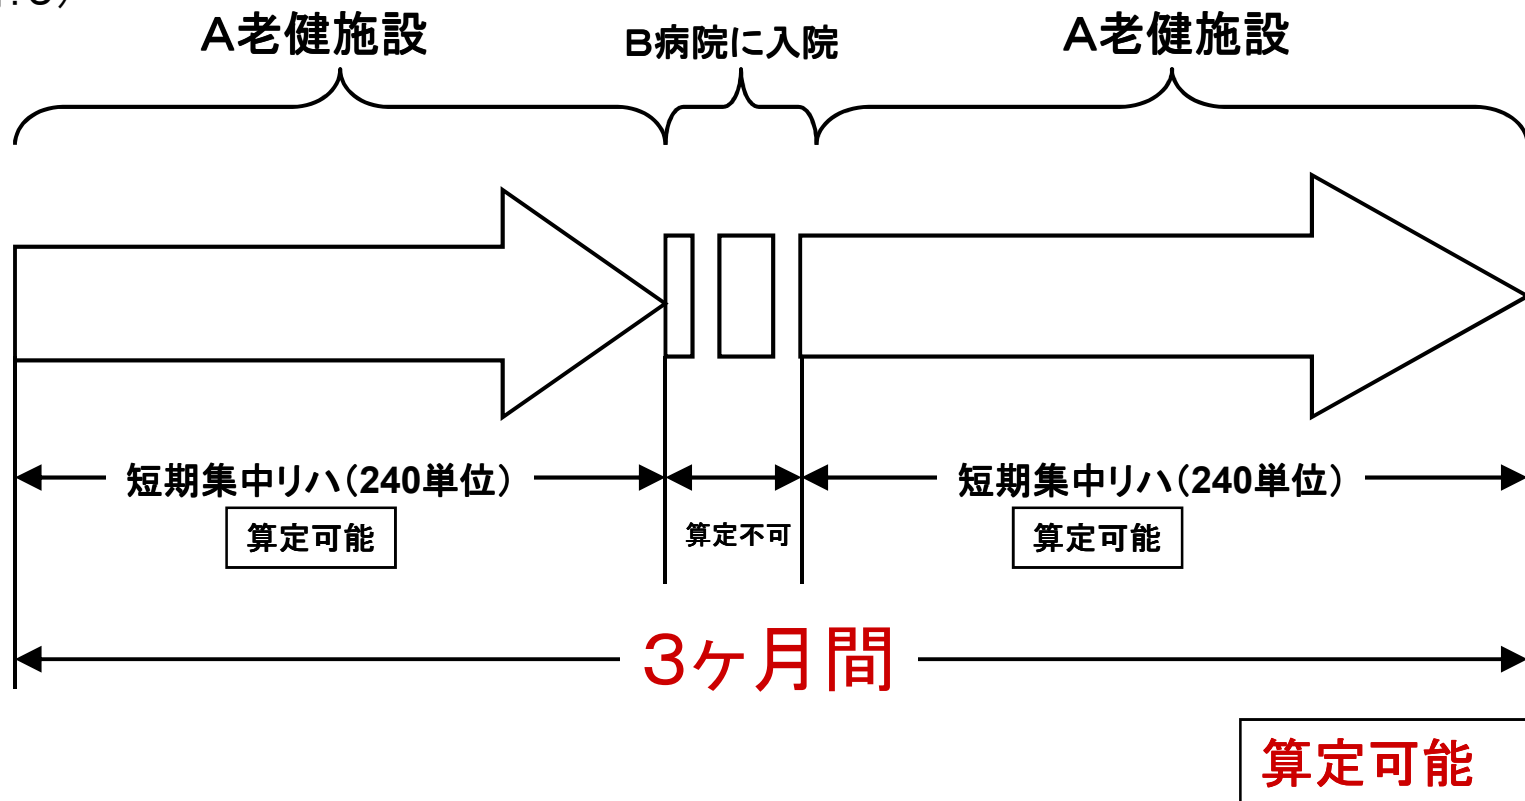 A老健施設
B病院に入院
A老健施設
短期集中リハ（240単位）
短期集中リハ（240単位）
算定可能
算定不可
算定可能
３ヶ月間
算定可能